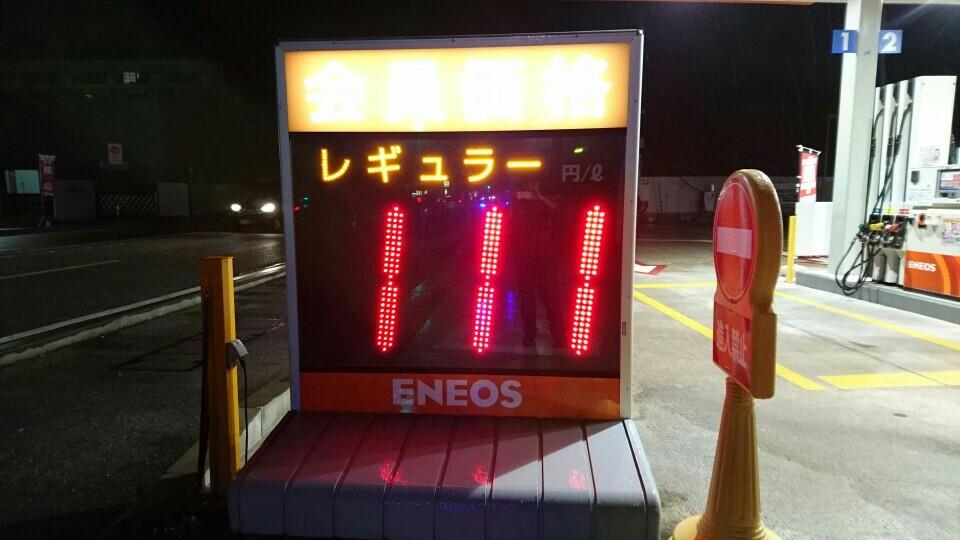 会員価格
レギュラー
円/ℓ
111
ENEOS
1 2
進入禁止
ENEOS